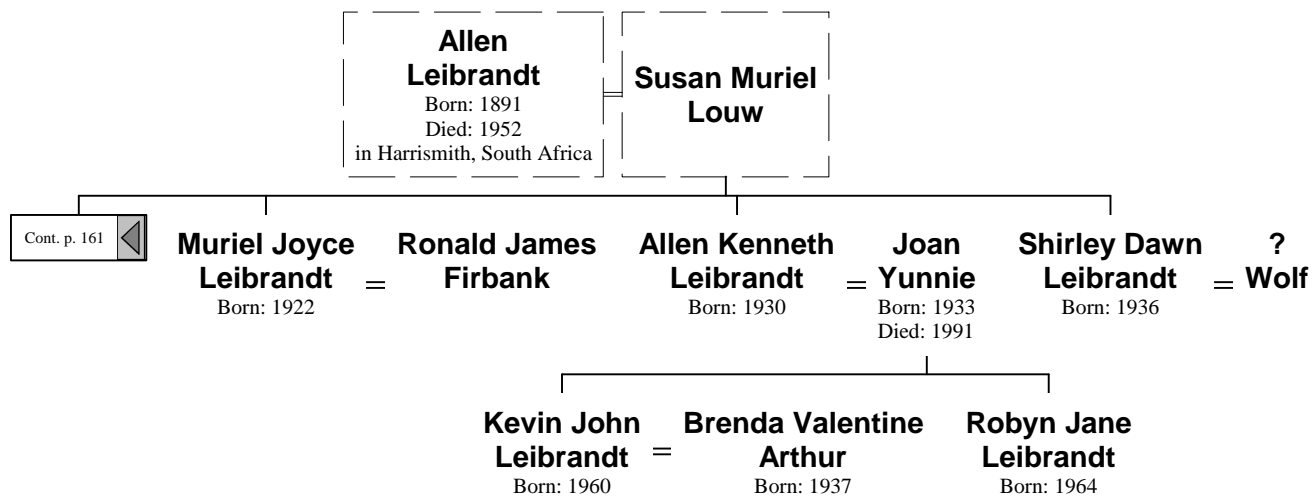 Allen
Leibrandt
Born: 1891
Died: 1952
in Harrismith, South Africa
=
Susan Muriel
Louw
Cont. p. 161
Muriel Joyce
Leibrandt
Born: 1922
=
Ronald James
Firbank
Allen Kenneth
Leibrandt
Born: 1930
=
Joan
Yunnie
Born: 1933
Died: 1991
Shirley Dawn
Leibrandt
Born: 1936
=
?
Wolf
Kevin John
Leibrandt
Born: 1960
=
Brenda Valentine
Arthur
Born: 1937
Robyn Jane
Leibrandt
Born: 1964